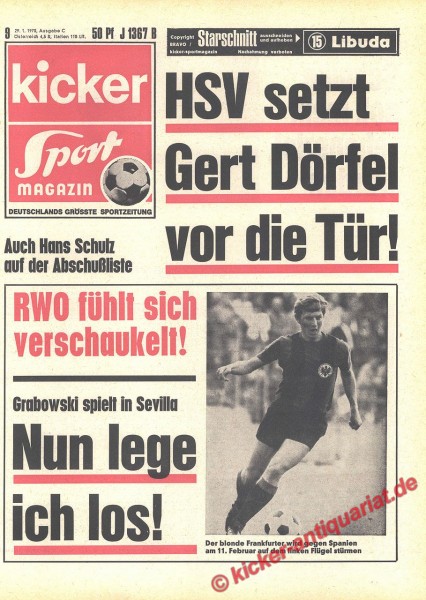 9 29. 1. 1970, Ausgabe C
Österreich 4,5 S, Italien 110 Lit.
50 Pf J 1367 B
Copyright
BRAVO /
kicker-sportmagazin
Starschnitt
ausschneiden
und aufheben
Nachahmung verboten
15 Libuda
kicker
Sport
MAGAZIN
DEUTSCHLANDS GRÖSSTE SPORTZEITUNG
HSV setzt
Gert Dörfel
vor die Tür!
Auch Hans Schulz
auf der Abschußliste
RWO fühlt sich
verschaukelt!
Grabowski spielt in Sevilla
Nun lege
ich los!
Der blonde Frankfurter wird gegen Spanien
am 11. Februar auf dem linken Flügel stürmen
© kicker-antiquariat.de